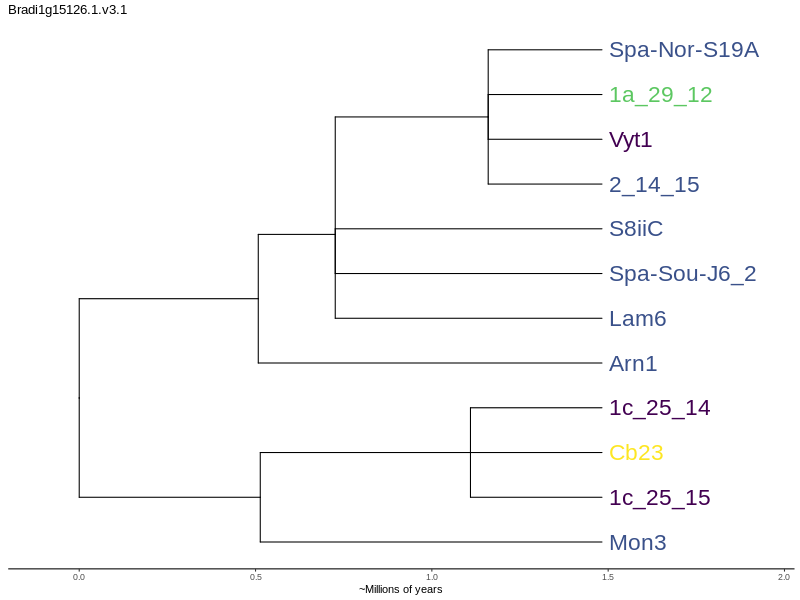 Bradi1g15126.1.v3.1
Spa-Nor-S19A
1a_29_12
Vyt1
2_14_15
S8iiC
Spa-Sou-J6_2
Lam6
Arn1
1c_25_14
Cb23
1c_25_15
Mon3
0.0 0.5 1.0 1.5 2.0
~Millions of years